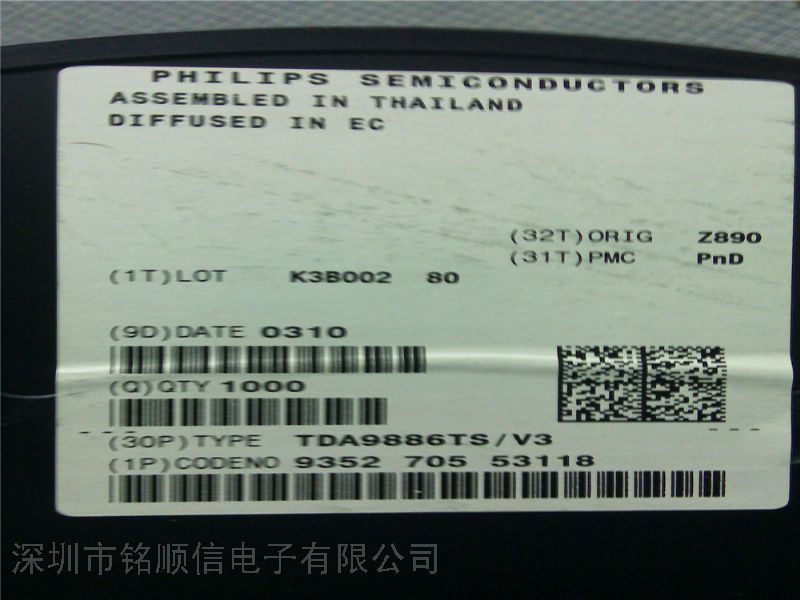 PHILIPS SEMICONDUCTORS
ASSEMBLED IN THAILAND
DIFFUSED IN EC
(32T)ORIG Z890
(31T)PMC PnD
(1T)LOT K3B002 80
(9D)DATE 0310
(Q)QTY 1000
(30P)TYPE TDA9886TS/V3
(1P)CODENO 9352 705 53118
深圳市铭顺信电子有限公司